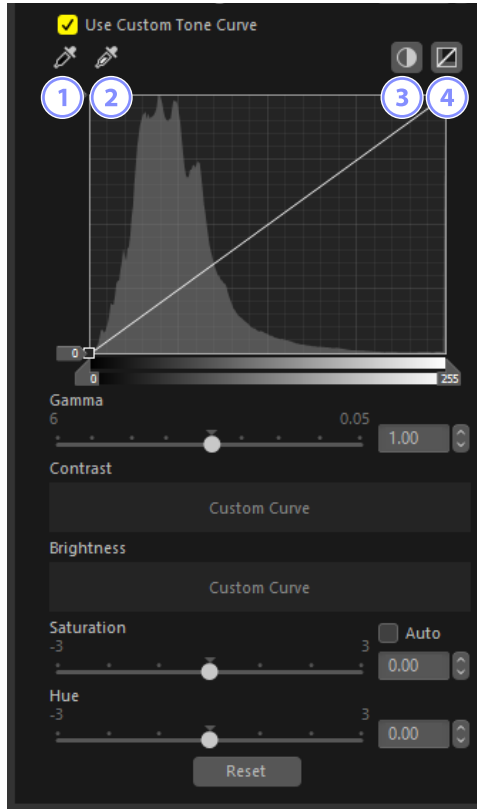 Use Custom Tone Curve
1 2 3 4
0
0 255
Gamma
6 0.05
1.00
Contrast
Custom Curve
Brightness
Custom Curve
Saturation
Auto
-3 3
0.00
Hue
-3 3
0.00
Reset